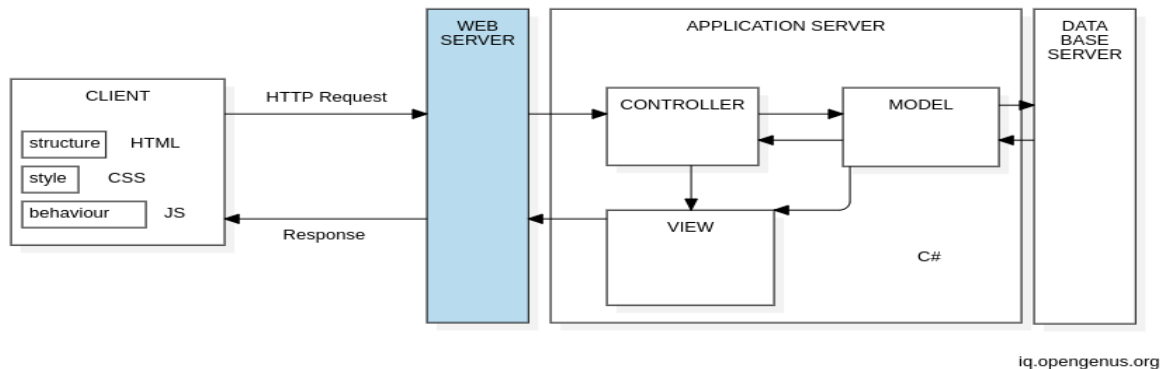 WEB
SERVER
APPLICATION SERVER
DATA
BASE
SERVER
CLIENT
HTTP Request
CONTROLLER
MODEL
structure
HTML
style
CSS
behaviour
JS
Response
VIEW
C#
iq.opengenus.org